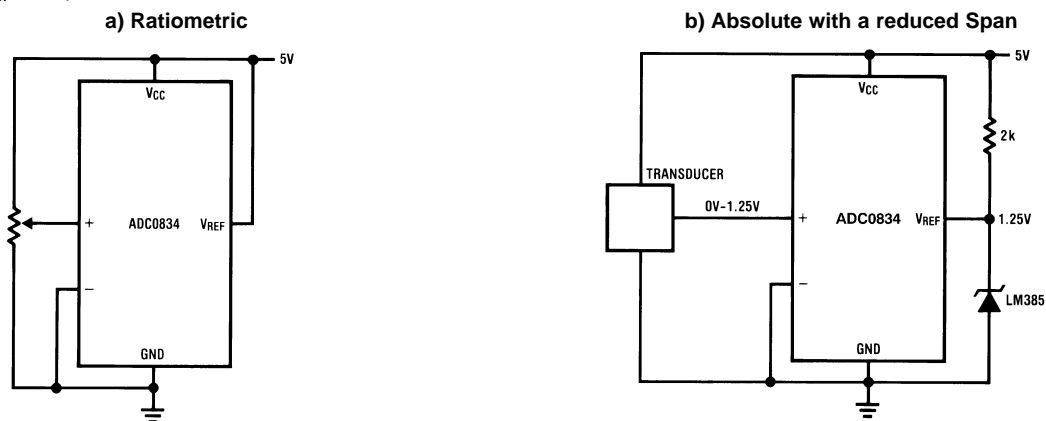 a) Ratiometric
5V
VCC
+
ADC0834
VREF
−
GND
b) Absolute with a reduced Span
5V
VCC
2k
TRANSDUCER
0V-1.25V
+
ADC0834
VREF
1.25V
−
LM385
GND